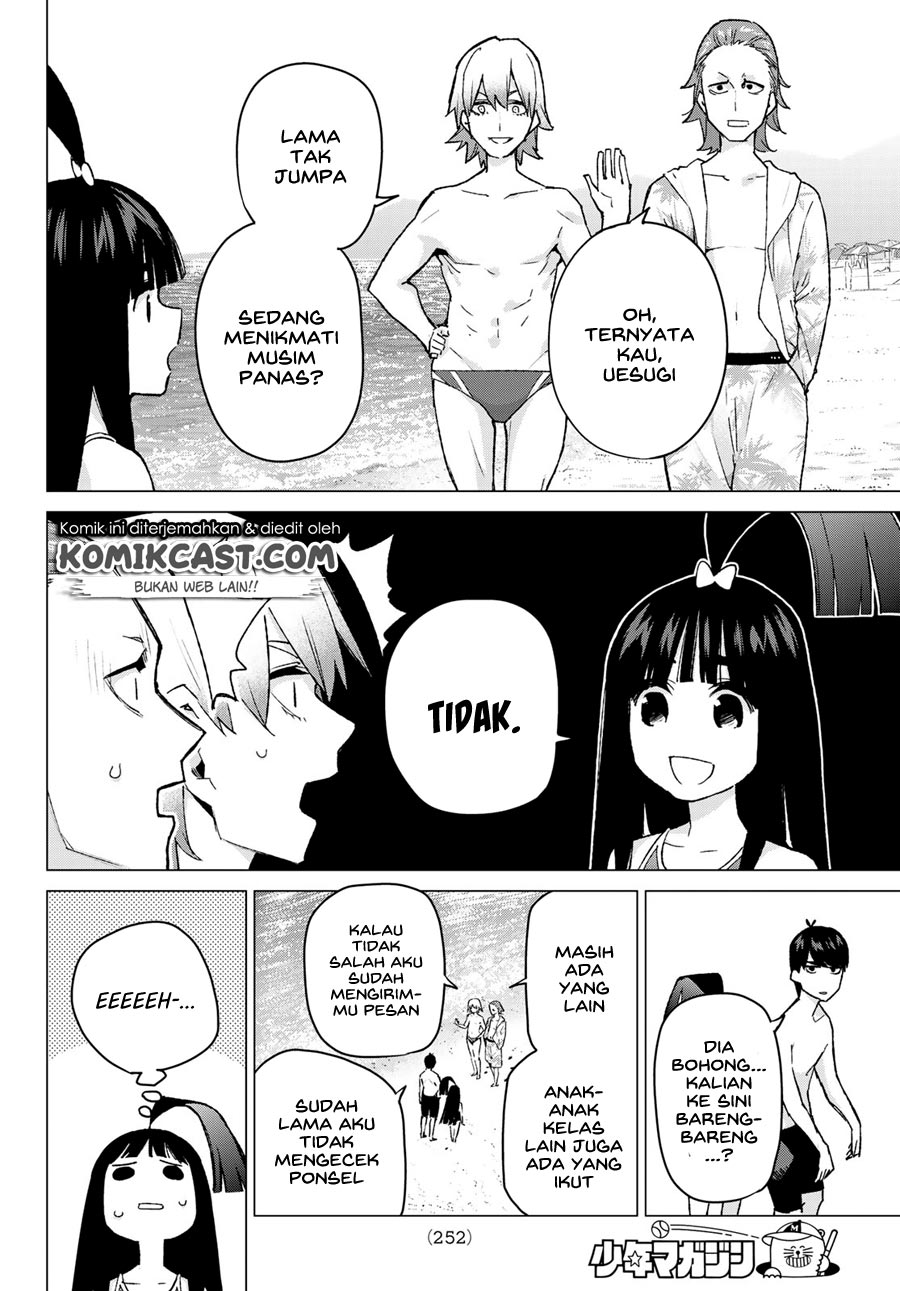 LAMA
TAK
JUMPA
SEDANG
MENIKMATI
MUSIM
PANAS?
OH,
TERNYATA
KAU,
UESUGI
Komik ini diterjemahkan & diedit oleh
KOMIKCAST.COM
BUKAN WEB LAIN!!
TIDAK.
DIA
BOHONG...
KALIAN
KE SINI
BARENG-
BARENG
...?
MASIH
ADA
YANG
LAIN
ANAK-
ANAK
KELAS
LAIN JUGA
ADA YANG
IKUT
KALAU
TIDAK
SALAH AKU
SUDAH
MENGIRIM-
MU PESAN
SUDAH
LAMA AKU
TIDAK
MENGECEK
PONSEL
EEEEEH-...
(252)
少年マガジン
M